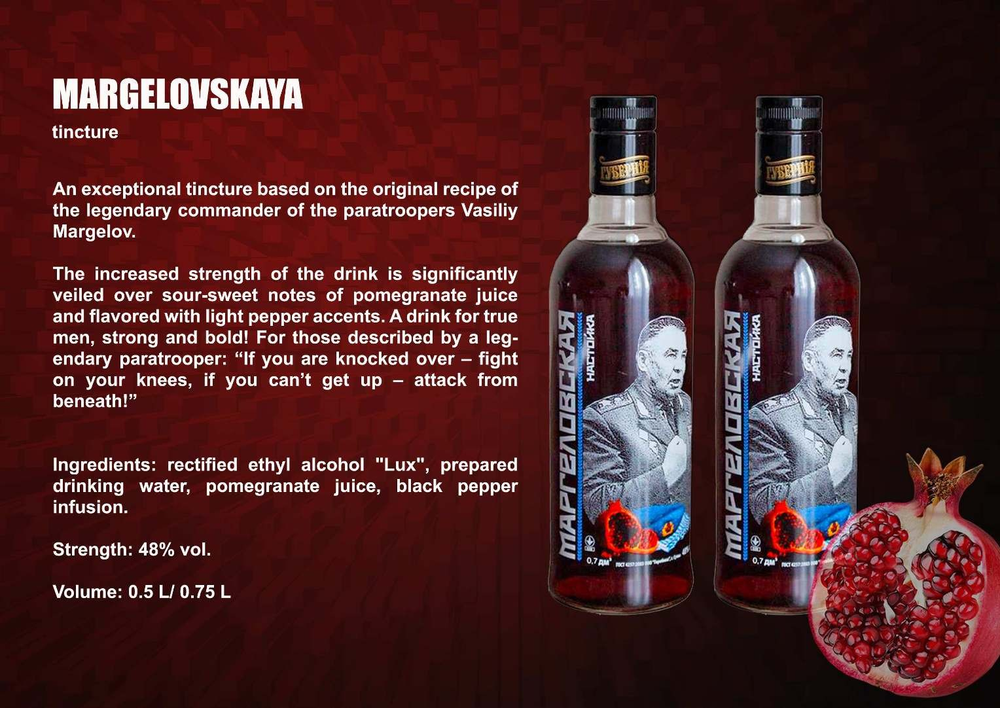 MARGELOVSKAYA
tincture
An exceptional tincture based on the original recipe of
the legendary commander of the paratroopers Vasiliy
Margelov.
The increased strength of the drink is significantly
veiled over sour-sweet notes of pomegranate juice
and flavored with light pepper accents. A drink for true
men, strong and bold! For those described by a leg-
endary paratrooper: “If you are knocked over – fight
on your knees, if you can’t get up – attack from
beneath!”
Ingredients: rectified ethyl alcohol "Lux", prepared
drinking water, pomegranate juice, black pepper
infusion.
Strength: 48% vol.
Volume: 0.5 L/ 0.75 L
ГУБЕРНІЯ
МАРГЕЛОВСКАЯ
НАСТОЙКА
0,7 дм³
ГУБЕРНІЯ
МАРГЕЛОВСКАЯ
НАСТОЙКА
0,7 дм³